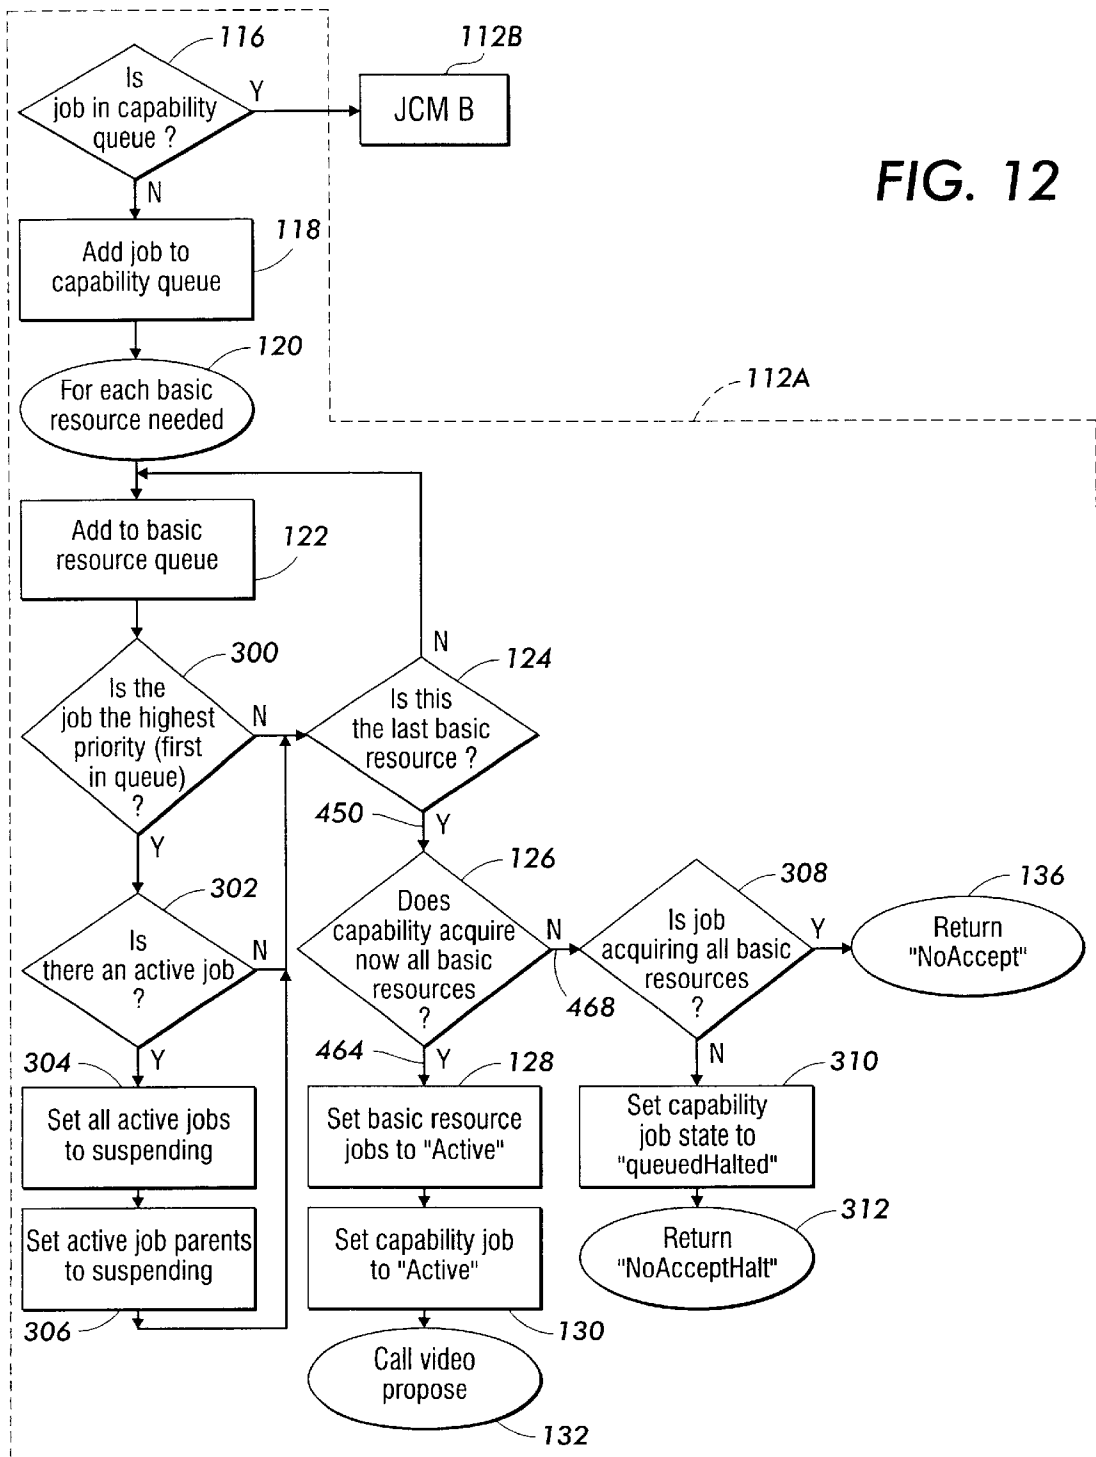 116
112B
Is
job in capability
queue ?
Y
JCM B
FIG. 12
N
118
Add job to
capability queue
120
For each basic
resource needed
112A
Add to basic
resource queue
122
N
300
124
Is the
job the highest
priority (first
in queue)
?
N
Is this
the last basic
resource ?
450
Y
Y
302
126
308
136
Is
there an active job
?
N
Does
capability acquire
now all basic
resources
?
N
468
Is job
acquiring all basic
resources
?
Y
Return
"NoAccept"
304
Y
464
Y
128
N
310
Set all active jobs
to suspending
Set basic resource
jobs to "Active"
Set capability
job state to
"queuedHalted"
312
Set active job parents
to suspending
Set capability job
to "Active"
Return
"NoAcceptHalt"
306
130
Call video
propose
132